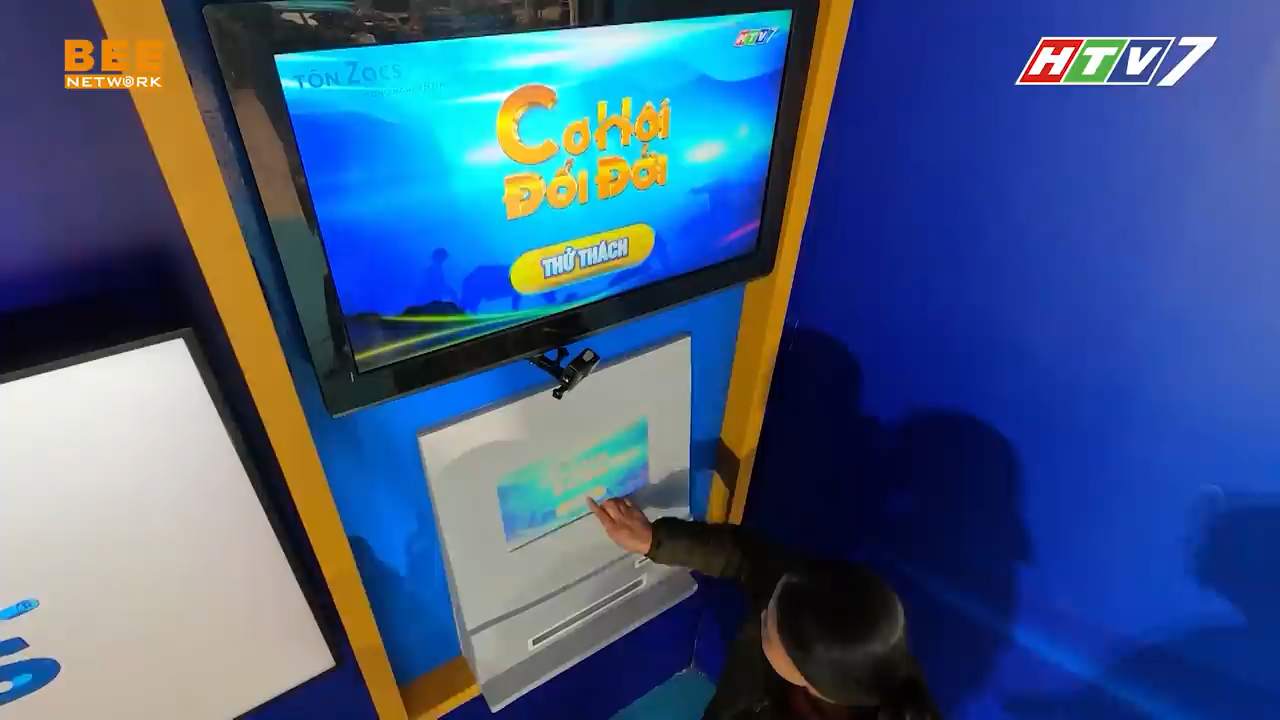 BEE
NETWORK
HTV7
HTV7
TÔN Zacs
Cơ Hội
Đổi Đời
THỬ THÁCH